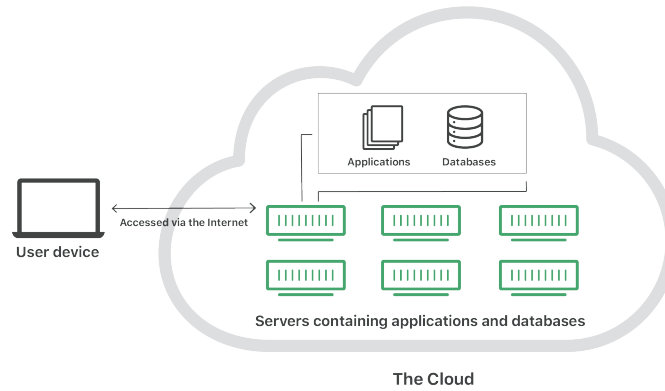 Applications
Databases
Accessed via the Internet
User device
Servers containing applications and databases
The Cloud